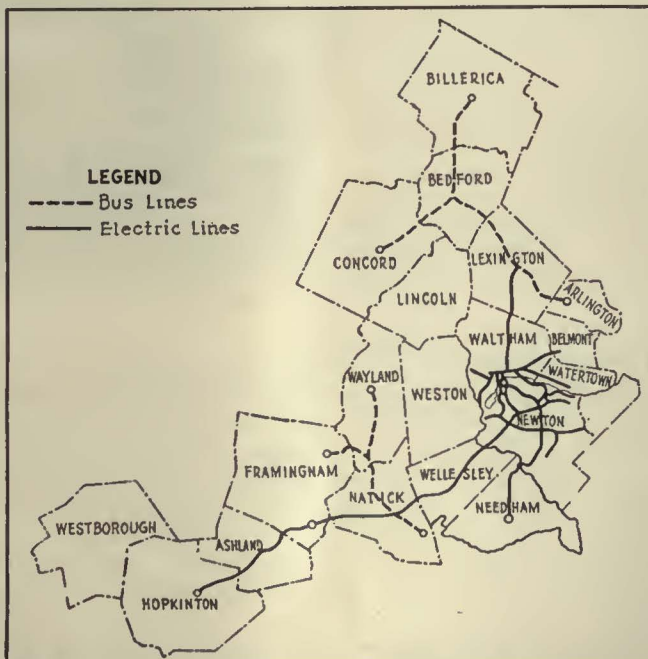 BILLERICA
LEGEND
Bus Lines
Electric Lines
BEDFORD
CONCORD
LEXINGTON
LINCOLN
ARLINGTON
WALTHAM
BELMONT
WAYLAND
WESTON
WATERTOWN
NEWTON
FRAMINGHAM
WELLESLEY
NATICK
NEEDHAM
WESTBOROUGH
ASHLAND
HOPKINTON